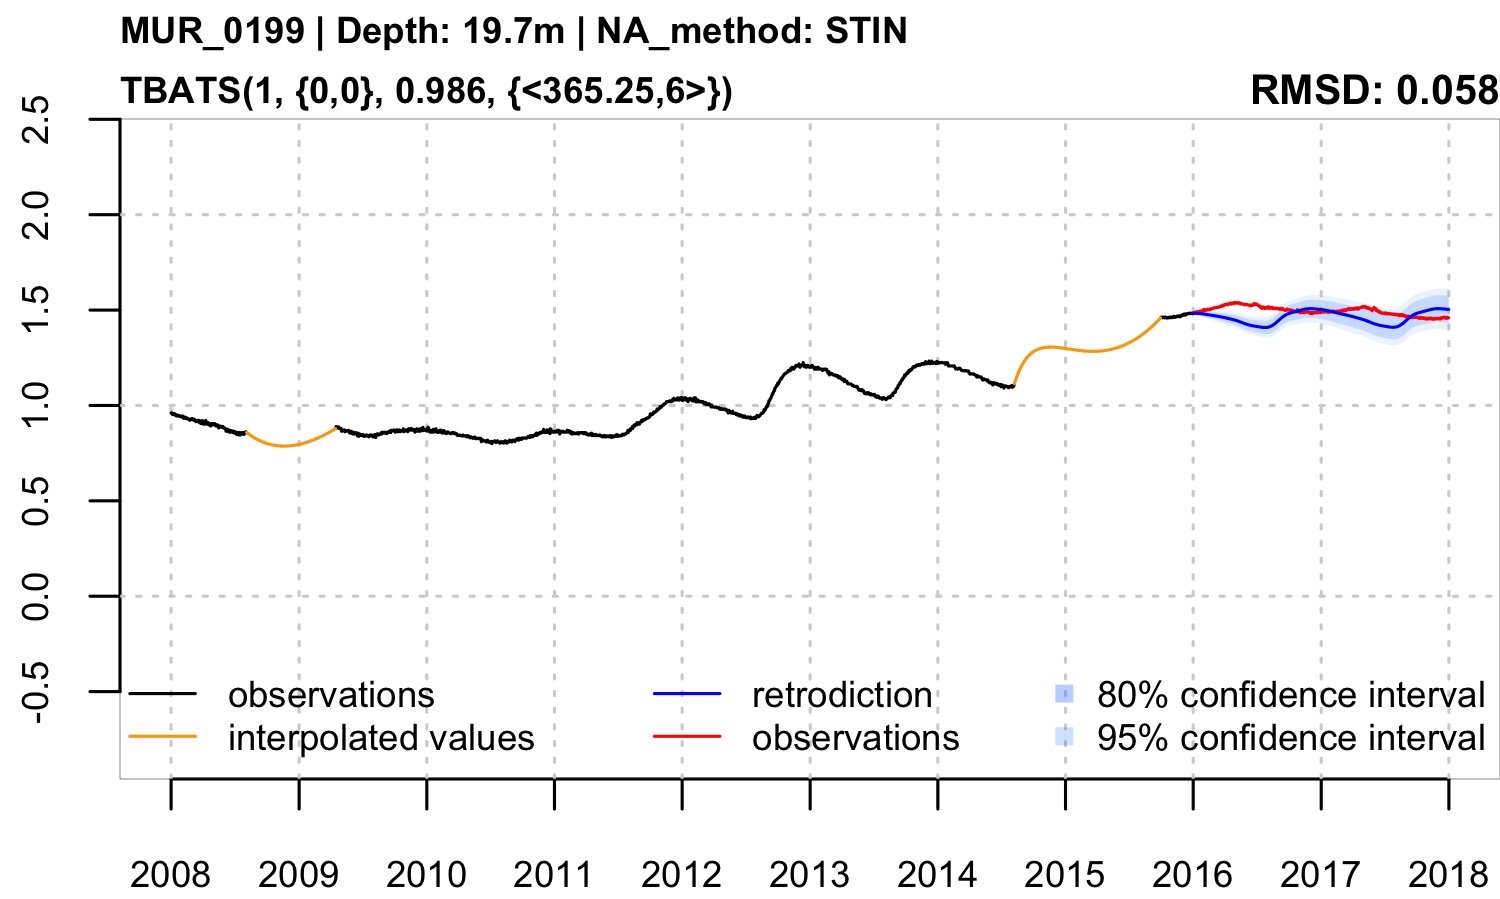 MUR_0199 | Depth: 19.7m | NA_method: STIN
TBATS(1, {0,0}, 0.986, {<365.25,6>})
RMSD: 0.058
2.5
2.0
1.5
1.0
0.5
0.0
-0.5
observations
retrodiction
80% confidence interval
interpolated values
observations
95% confidence interval
2008 2009 2010 2011 2012 2013 2014 2015 2016 2017 2018